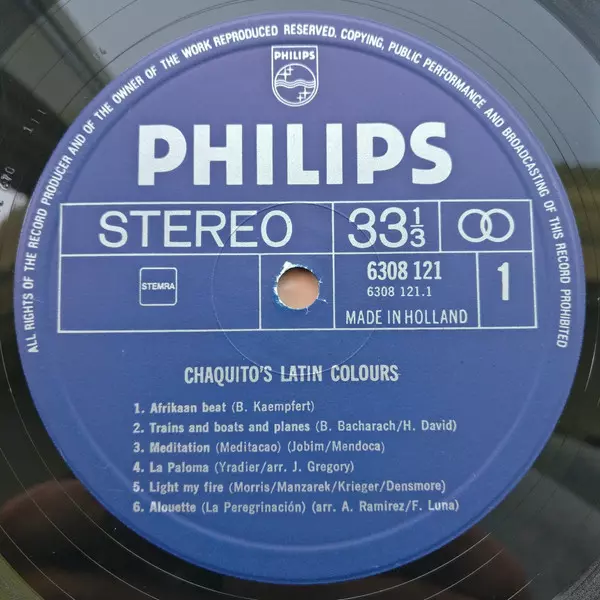 ALL RIGHTS OF THE RECORD PRODUCER AND OF THE OWNER OF THE WORK REPRODUCED RESERVED. COPYING, PUBLIC PERFORMANCE AND BROADCASTING OF THIS RECORD PROHIBITED
PHILIPS
PHILIPS
STEREO 33 1/3
STEMRA 6308 121 1
6308 121.1
MADE IN HOLLAND
CHAQUITO'S LATIN COLOURS
1. Afrikaan beat (B. Kaempfert)
2. Trains and boats and planes (B. Bacharach/H. David)
3. Meditation (Meditacao) (Jobim/Mendoca)
4. La Paloma (Yradier/arr. J. Gregory)
5. Light my fire (Morris/Manzarek/Krieger/Densmore)
6. Alouette (La Peregrinación) (arr. A. Ramirez/F. Luna)